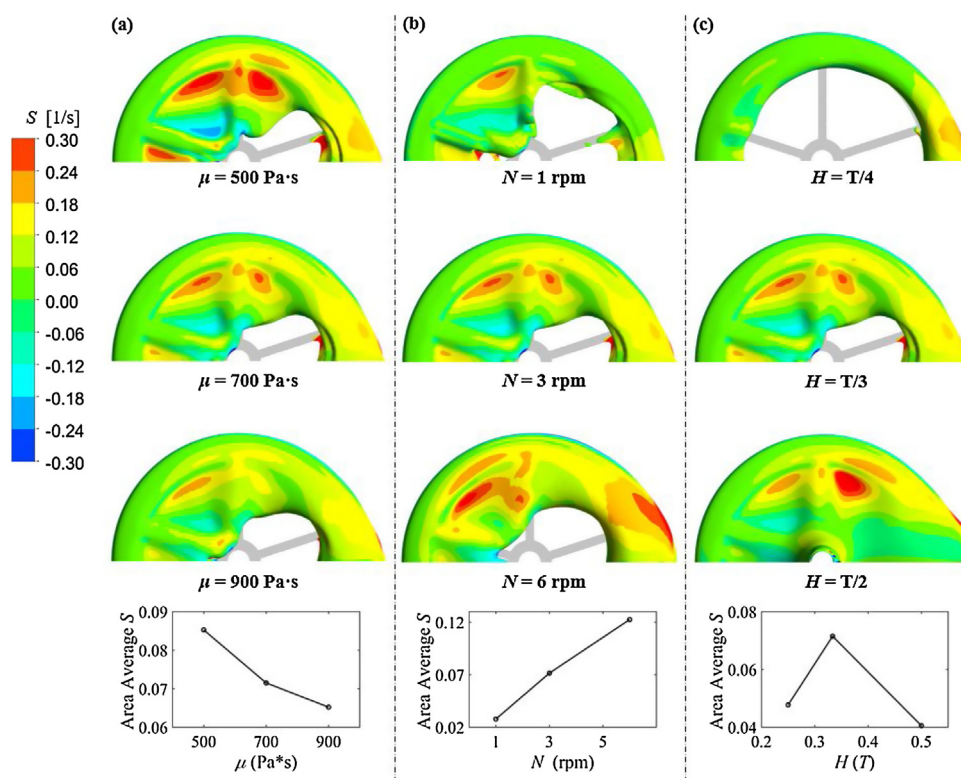 (a)
(b)
(c)
S [1/s]
0.30
0.24
0.18
0.12
0.06
0.00
-0.06
-0.12
-0.18
-0.24
-0.30
μ = 500 Pa·s
N = 1 rpm
H = T/4
μ = 700 Pa·s
N = 3 rpm
H = T/3
μ = 900 Pa·s
N = 6 rpm
H = T/2
Area Average S
0.09
0.08
0.07
0.06
500 700 900
μ (Pa*s)
Area Average S
0.12
0.07
0.02
1 3 5
N (rpm)
Area Average S
0.08
0.06
0.04
0.2 0.3 0.4 0.5
H (T)